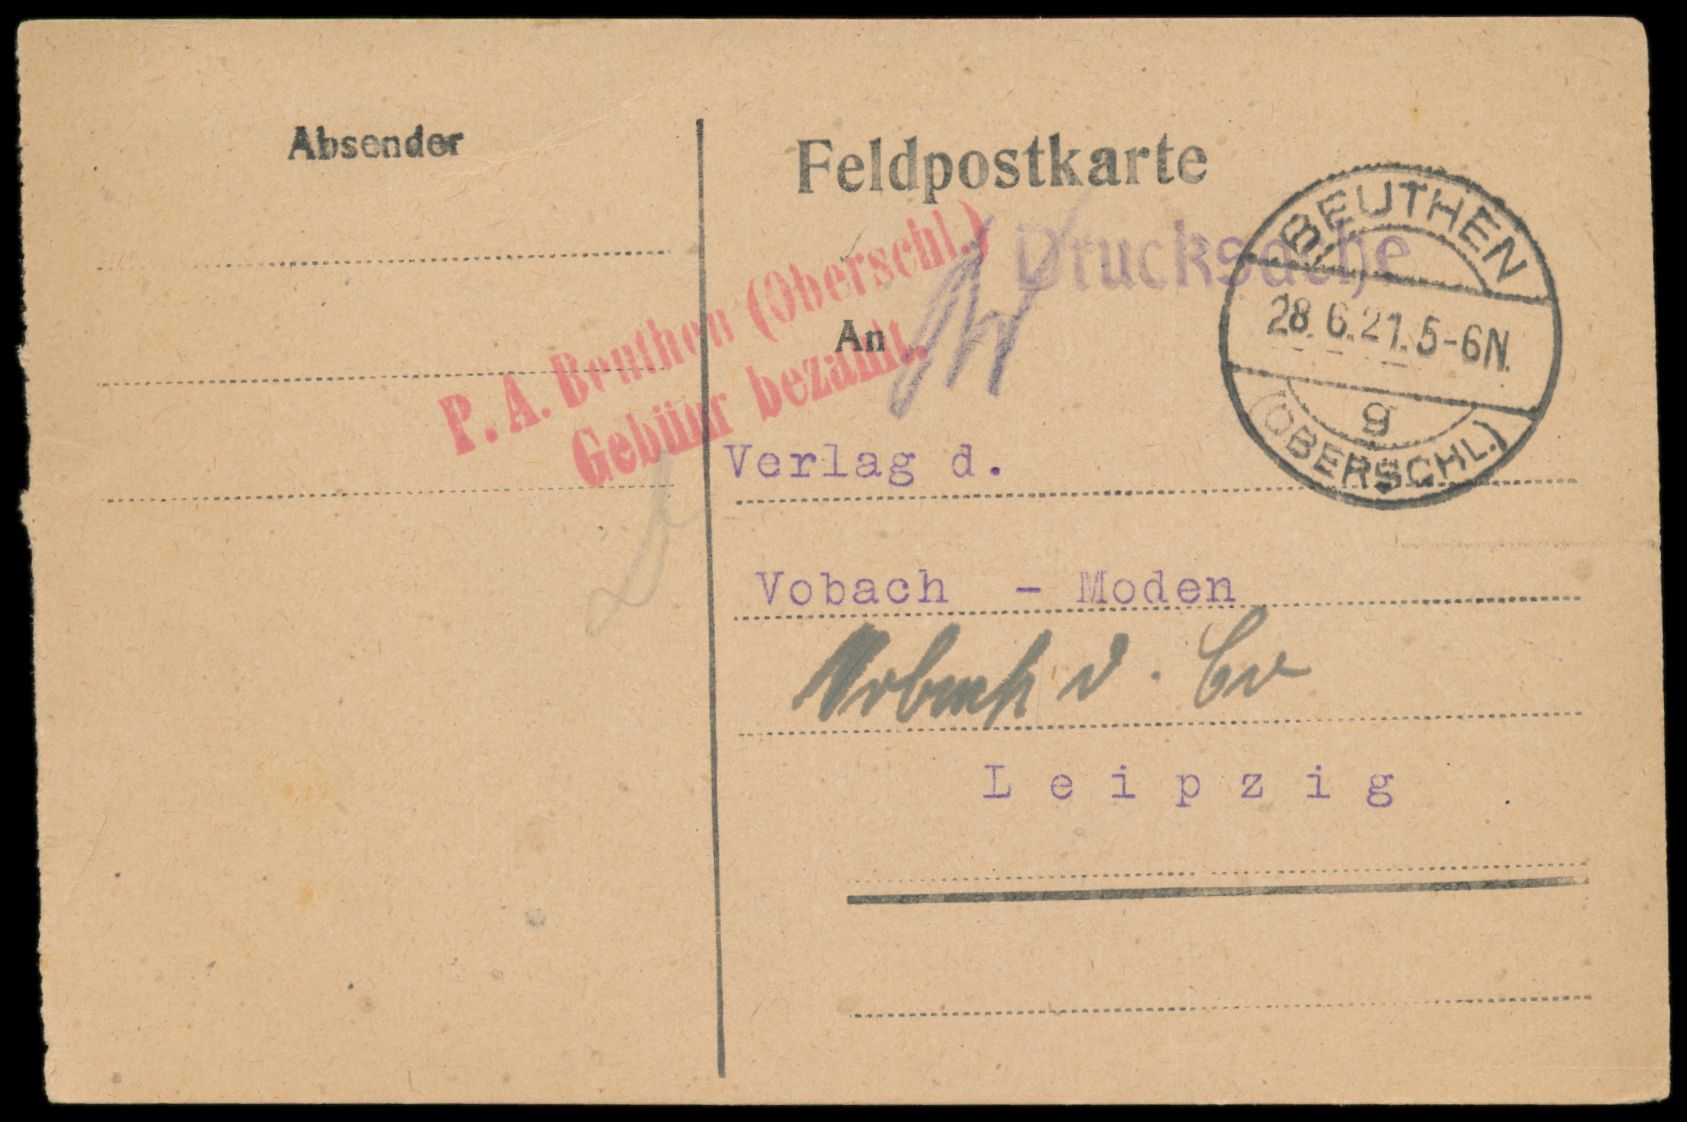 Absender
Feldpostkarte
Drucksache
BEUTHEN
28.6.21.5-6N.
g
(OBERSCHL.)
P. A. Beuthen (Oberschl.)
Gebühr bezahlt.
An
Verlag d.
Vobach - Moden
Leipzig